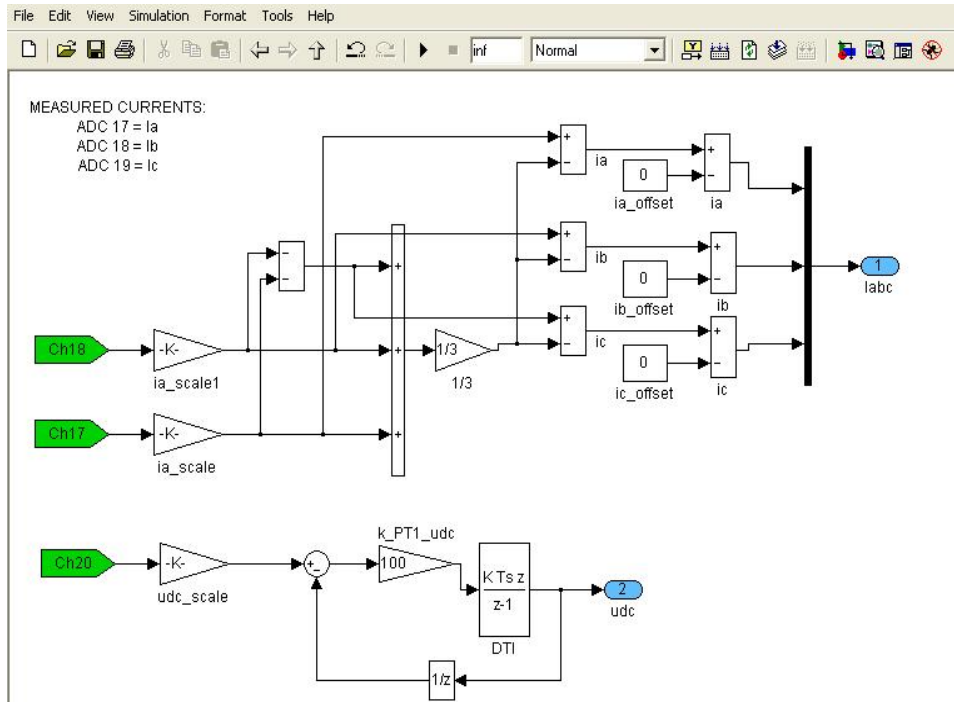 File Edit View Simulation Format Tools Help
inf Normal
MEASURED CURRENTS:
ADC 17 = Ia
ADC 18 = Ib
ADC 19 = Ic
+
−
ia
0
ia_offset
+
−
ia
−
−
+
+
+
+
−
ib
0
ib_offset
+
−
ib
1
Iabc
+
−
ic
0
ic_offset
+
−
ic
Ch18
-K-
ia_scale1
1/3
1/3
Ch17
-K-
ia_scale
k_PT1_udc
Ch20
-K-
udc_scale
+
−
100
K Ts z
z-1
DTI
2
udc
1/z